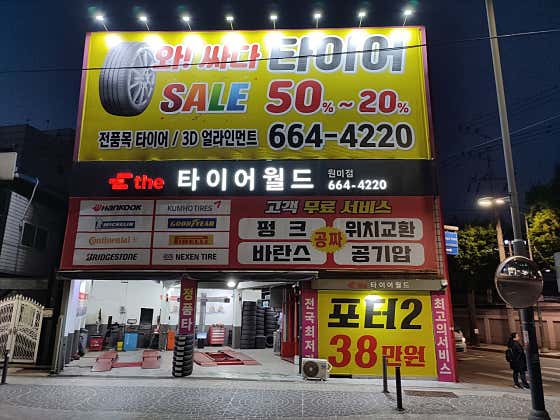 와! 싸다 타이어
SALE 50%~20%
전품목 타이어 / 3D 얼라인먼트 664-4220
the 타이어월드 원미점
664-4220
HANKOOK KUMHO TYRES
MICHELIN GOODYEAR
Continental PIRELLI
BRIDGESTONE NEXEN TIRE
고객 무료 서비스
펑크 공짜 위치교환
바란스 공기압
the 타이어월드
정품타
전국최저
포터2
38만원
최고의서비스